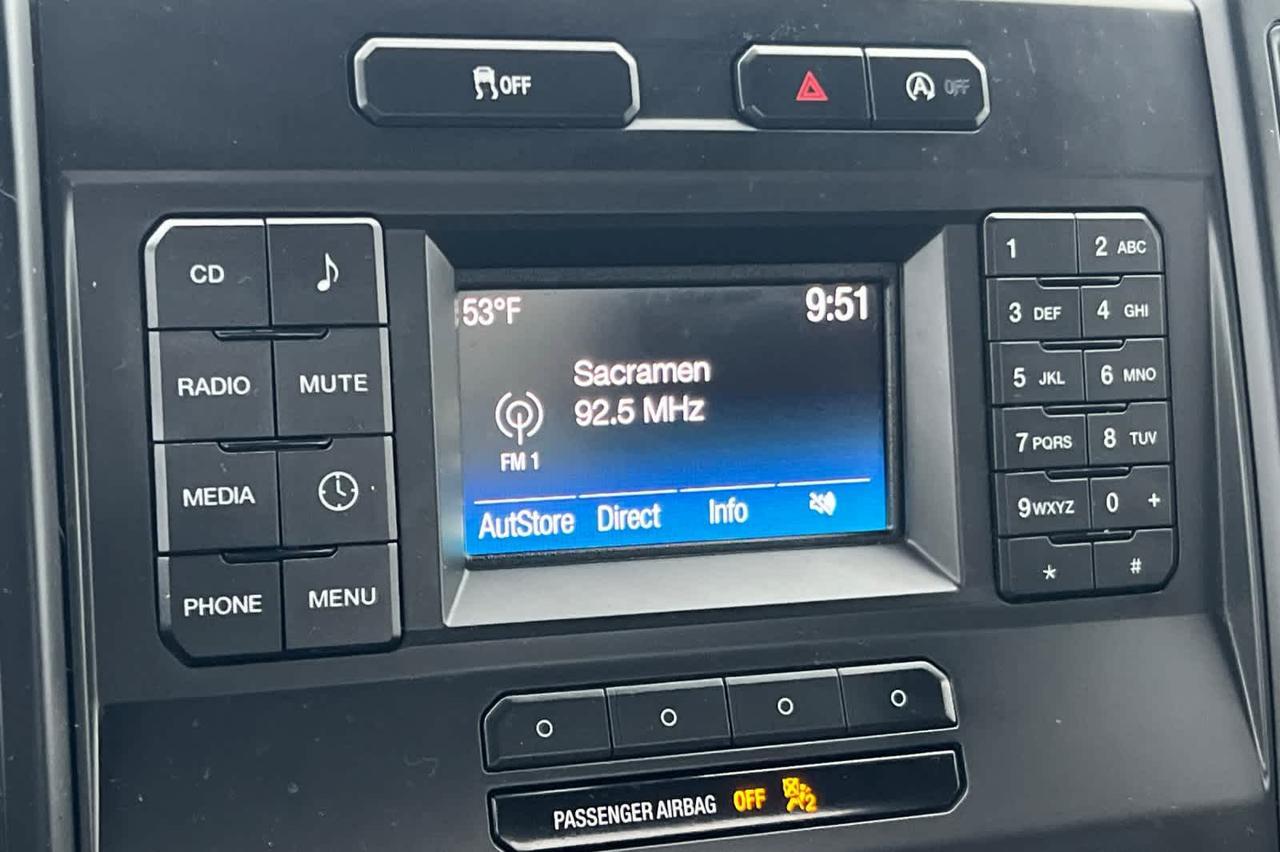 OFF
A OFF
CD
RADIO MUTE
MEDIA
PHONE MENU
53°F 9:51
Sacramen
92.5 MHz
FM 1
AutStore Direct Info
1 2 ABC
3 DEF 4 GHI
5 JKL 6 MNO
7 PQRS 8 TUV
9 WXYZ 0 +
* #
PASSENGER AIRBAG OFF 2